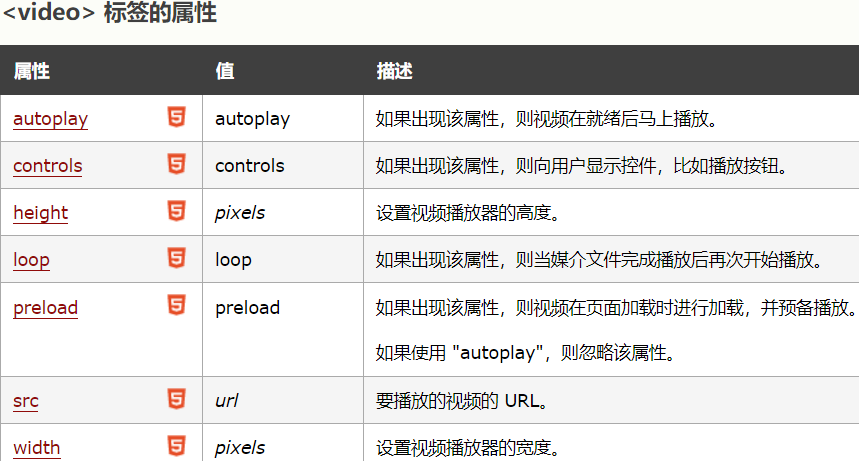 <video> 标签的属性
属性 值 描述
autoplay autoplay 如果出现该属性，则视频在就绪后马上播放。
controls controls 如果出现该属性，则向用户显示控件，比如播放按钮。
height pixels 设置视频播放器的高度。
loop loop 如果出现该属性，则当媒介文件完成播放后再次开始播放。
preload preload 如果出现该属性，则视频在页面加载时进行加载，并预备播放。
如果使用 "autoplay"，则忽略该属性。
src url 要播放的视频的 URL。
width pixels 设置视频播放器的宽度。